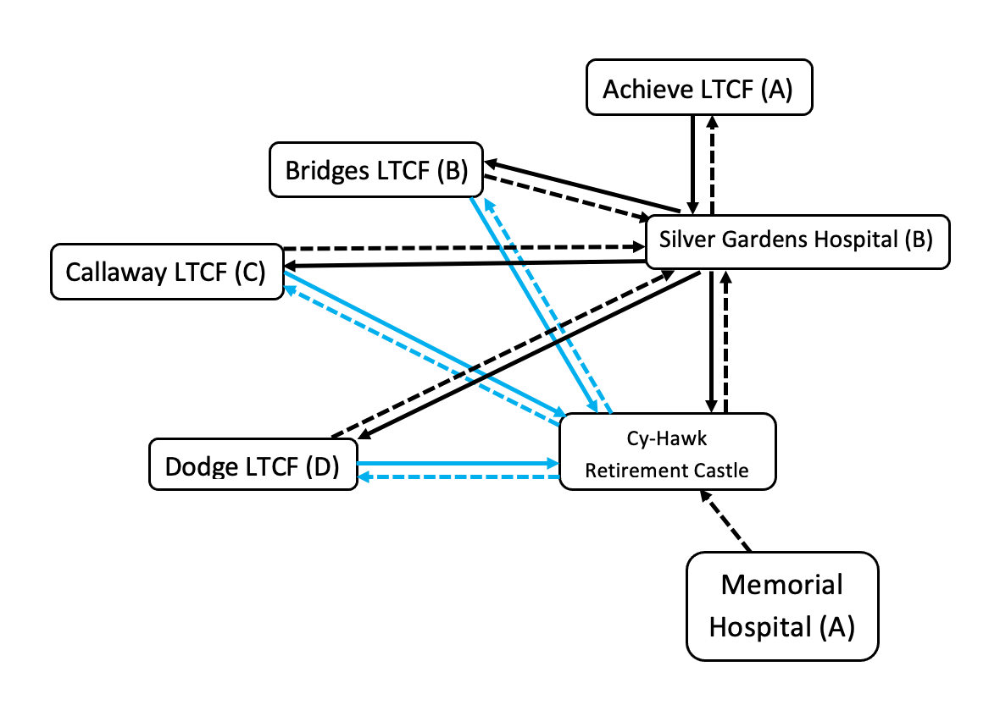 Achieve LTCF (A)
Bridges LTCF (B)
Silver Gardens Hospital (B)
Callaway LTCF (C)
Cy-Hawk
Retirement Castle
Dodge LTCF (D)
Memorial
Hospital (A)